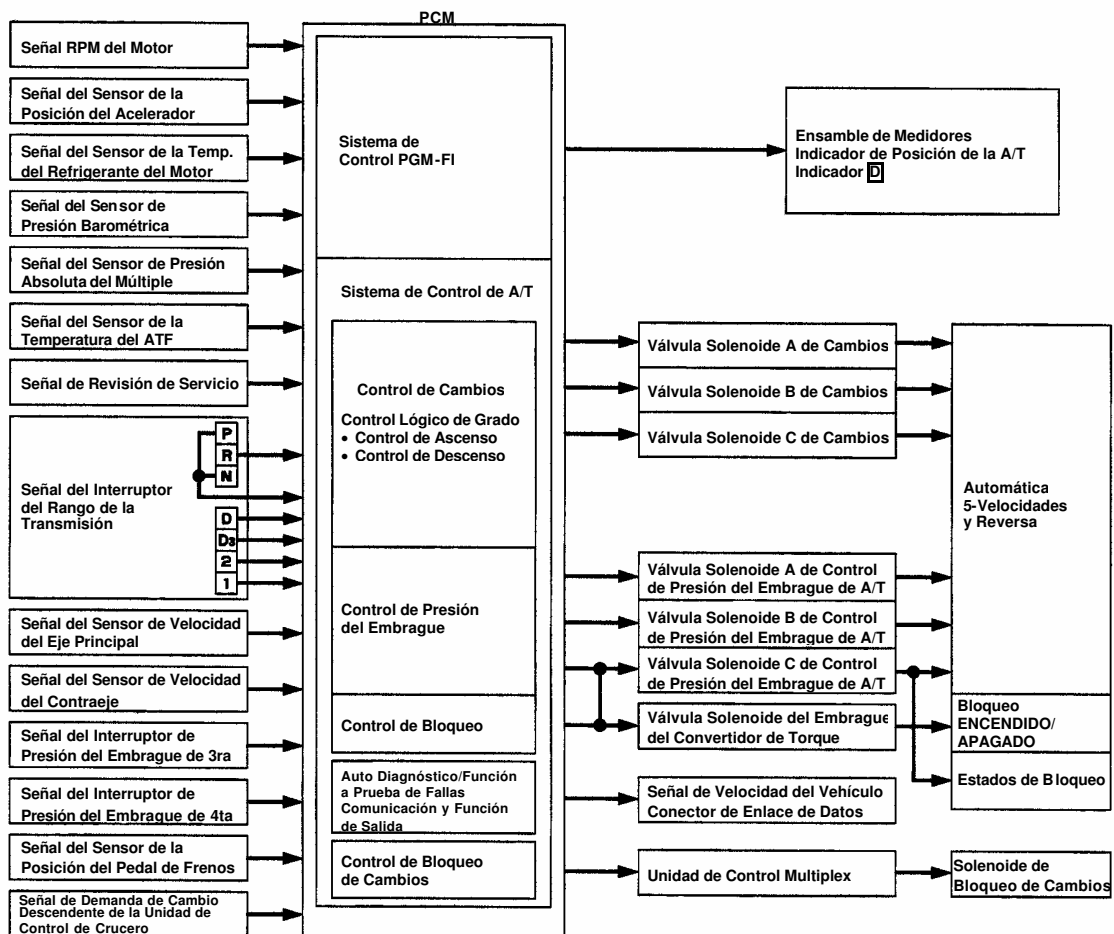 PCM
Señal RPM del Motor
Señal del Sensor de la
Posición del Acelerador
Señal del Sensor de la Temp.
del Refrigerante del Motor
Señal del Sensor de
Presión Barométrica
Señal del Sensor de Presión
Absoluta del Múltiple
Señal del Sensor de la
Temperatura del ATF
Señal de Revisión de Servicio
Señal del Interruptor
del Rango de la
Transmisión
P
R
N
D
D3
2
1
Señal del Sensor de Velocidad
del Eje Principal
Señal del Sensor de Velocidad
del Contraeje
Señal del Interruptor de
Presión del Embrague de 3ra
Señal del Interruptor de
Presión del Embrague de 4ta
Señal del Sensor de la
Posición del Pedal de Frenos
Señal de Demanda de Cambio
Descendente de la Unidad de
Control de Crucero
Sistema de
Control PGM-FI
Sistema de Control de A/T
Control de Cambios
Control Lógico de Grado
• Control de Ascenso
• Control de Descenso
Control de Presión
del Embrague
Control de Bloqueo
Auto Diagnóstico/Función
a Prueba de Fallas
Comunicación y Función
de Salida
Control de Bloqueo
de Cambios
Ensamble de Medidores
Indicador de Posición de la A/T
Indicador D
Válvula Solenoide A de Cambios
Válvula Solenoide B de Cambios
Válvula Solenoide C de Cambios
Válvula Solenoide A de Control
de Presión del Embrague de A/T
Válvula Solenoide B de Control
de Presión del Embrague de A/T
Válvula Solenoide C de Control
de Presión del Embrague de A/T
Válvula Solenoide del Embrague
del Convertidor de Torque
Señal de Velocidad del Vehículo
Conector de Enlace de Datos
Unidad de Control Multiplex
Automática
5-Velocidades
y Reversa
Bloqueo
ENCENDIDO/
APAGADO
Estados de Bloqueo
Solenoide de
Bloqueo de Cambios